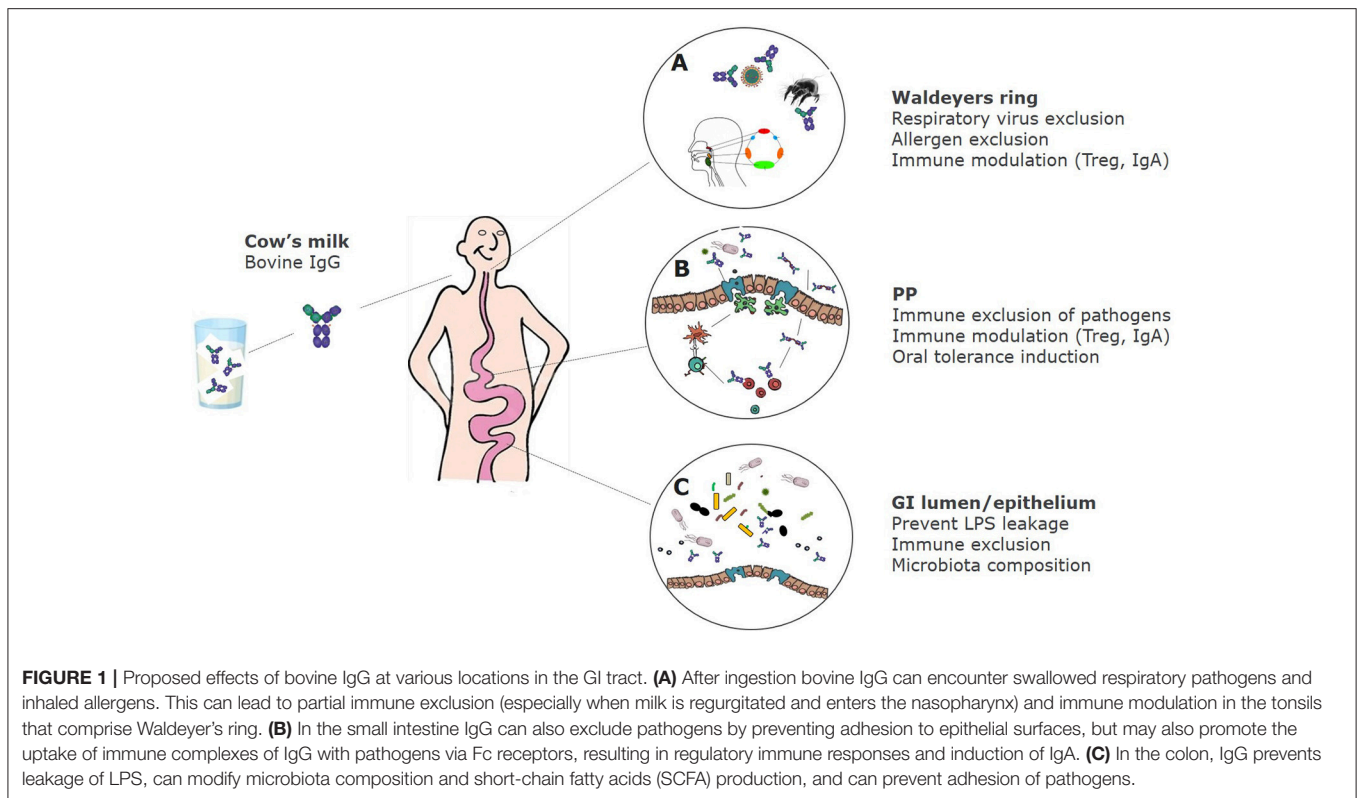 A
Waldeyers ring
Respiratory virus exclusion
Allergen exclusion
Immune modulation (Treg, IgA)
Cow's milk
Bovine IgG
B
PP
Immune exclusion of pathogens
Immune modulation (Treg, IgA)
Oral tolerance induction
C
GI lumen/epithelium
Prevent LPS leakage
Immune exclusion
Microbiota composition
FIGURE 1 | Proposed effects of bovine IgG at various locations in the GI tract. (A) After ingestion bovine IgG can encounter swallowed respiratory pathogens and
inhaled allergens. This can lead to partial immune exclusion (especially when milk is regurgitated and enters the nasopharynx) and immune modulation in the tonsils
that comprise Waldeyer's ring. (B) In the small intestine IgG can also exclude pathogens by preventing adhesion to epithelial surfaces, but may also promote the
uptake of immune complexes of IgG with pathogens via Fc receptors, resulting in regulatory immune responses and induction of IgA. (C) In the colon, IgG prevents
leakage of LPS, can modify microbiota composition and short-chain fatty acids (SCFA) production, and can prevent adhesion of pathogens.